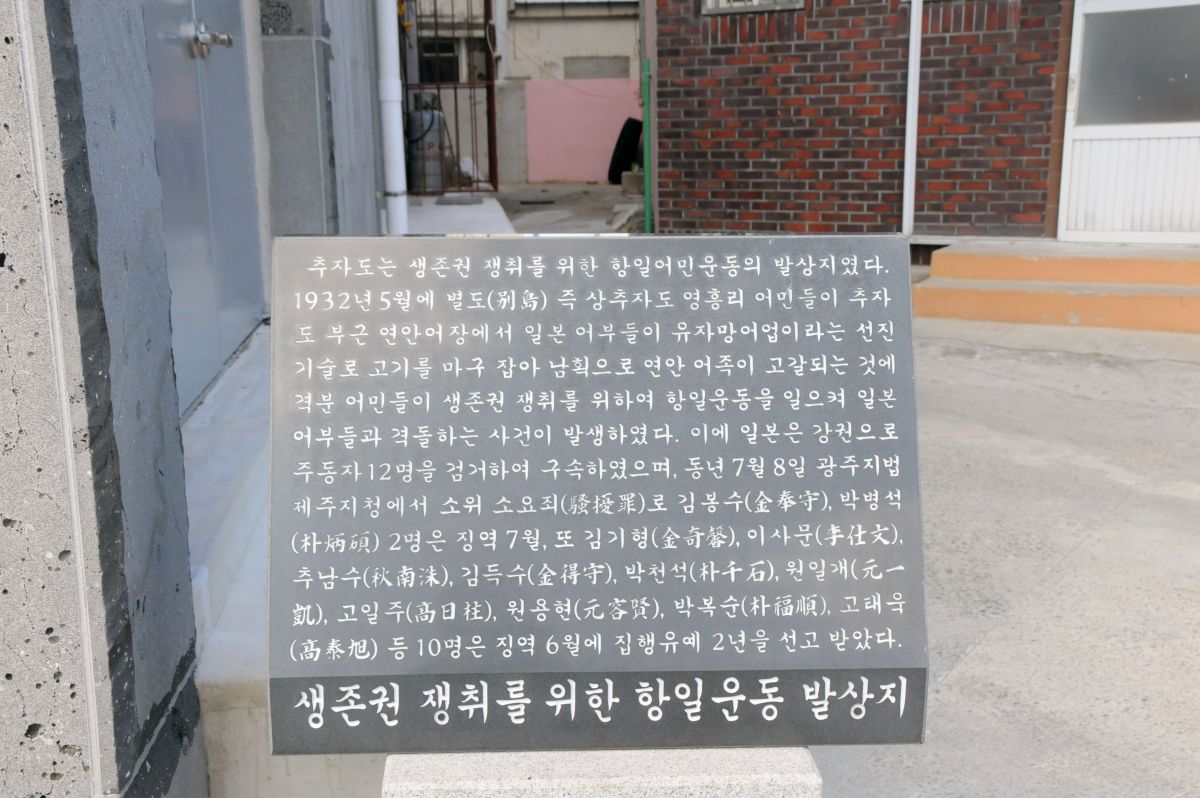 추자도는 생존권 쟁취를 위한 항일어민운동의 발상지였다.
1932년 5월에 별도(別島) 즉 상추자도 영흥리 어민들이 추자
도 부근 연안어장에서 일본 어부들이 유자망어업이라는 선진
기술로 고기를 마구 잡아 남획으로 연안 어족이 고갈되는 것에
격분 어민들이 생존권 쟁취를 위하여 항일운동을 일으켜 일본
어부들과 격돌하는 사건이 발생하였다. 이에 일본은 강권으로
주동자 12명을 검거하여 구속하였으며, 동년 7월 8일 광주지법
제주지청에서 소위 소요죄(騷擾罪)로 김봉수(金奉守), 박병석
(朴炳碩) 2명은 징역 7월, 또 김기형(金奇馨), 이사문(李仕文),
추남수(秋南洙), 김득수(金得守), 박천석(朴千石), 원일개(元一
凱), 고일주(高日柱), 원용현(元容賢), 박복순(朴福順), 고태욱
(高泰旭) 등 10명은 징역 6월에 집행유예 2년을 선고 받았다.
생존권 쟁취를 위한 항일운동 발상지